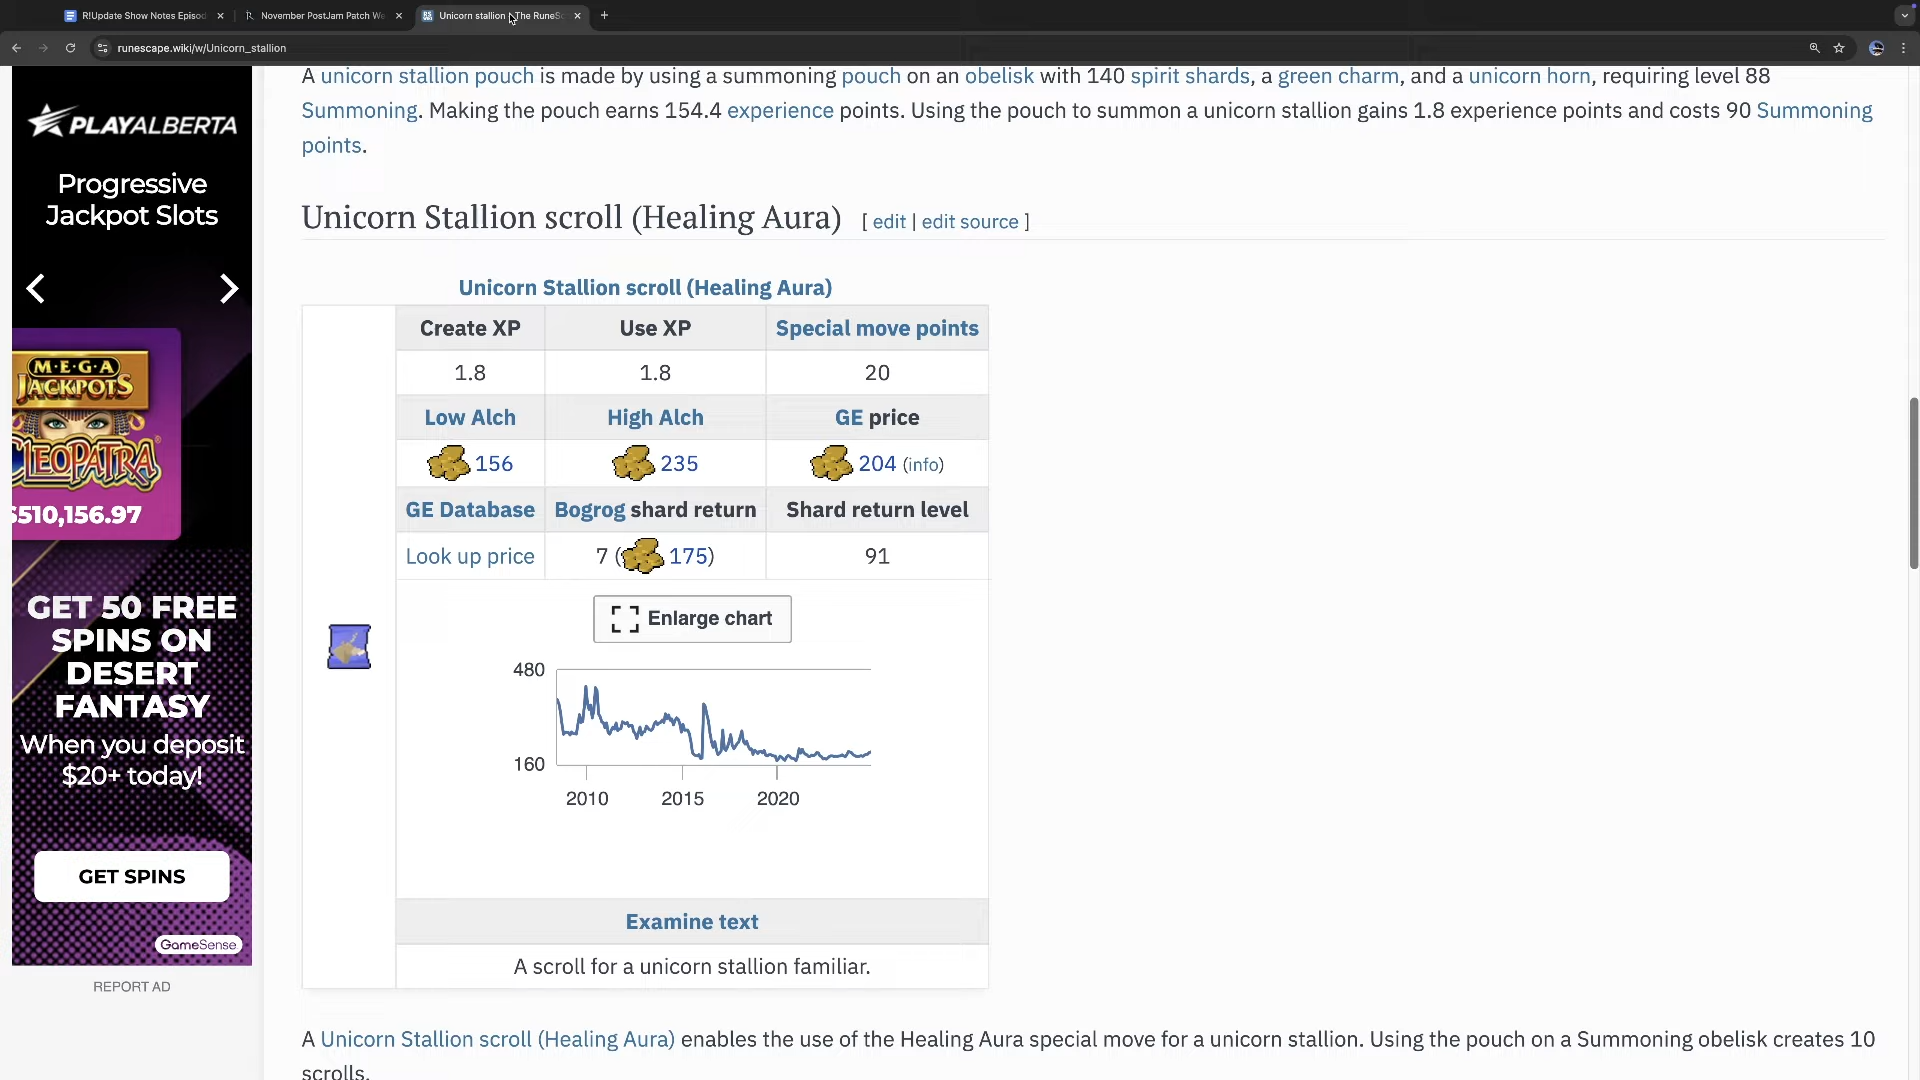 R!Update Show Notes Episod
November PostJam Patch We
Unicorn stallion - The RuneSc
runescape.wiki/w/Unicorn_stallion
A unicorn stallion pouch is made by using a summoning pouch on an obelisk with 140 spirit shards, a green charm, and a unicorn horn, requiring level 88
Summoning. Making the pouch earns 154.4 experience points. Using the pouch to summon a unicorn stallion gains 1.8 experience points and costs 90 Summoning
points.
Unicorn Stallion scroll (Healing Aura) [ edit | edit source ]
Unicorn Stallion scroll (Healing Aura)
Create XP Use XP Special move points
1.8 1.8 20
Low Alch High Alch GE price
156 235 204 (info)
GE Database Bogrog shard return Shard return level
Look up price 7 (175) 91
Enlarge chart
480
160
2010 2015 2020
Examine text
A scroll for a unicorn stallion familiar.
A Unicorn Stallion scroll (Healing Aura) enables the use of the Healing Aura special move for a unicorn stallion. Using the pouch on a Summoning obelisk creates 10
scrolls.
PLAYALBERTA
Progressive
Jackpot Slots
M·E·G·A
JACKPOTS
CLEOPATRA
$510,156.97
GET 50 FREE
SPINS ON
DESERT
FANTASY
When you deposit
$20+ today!
GET SPINS
GameSense
REPORT AD